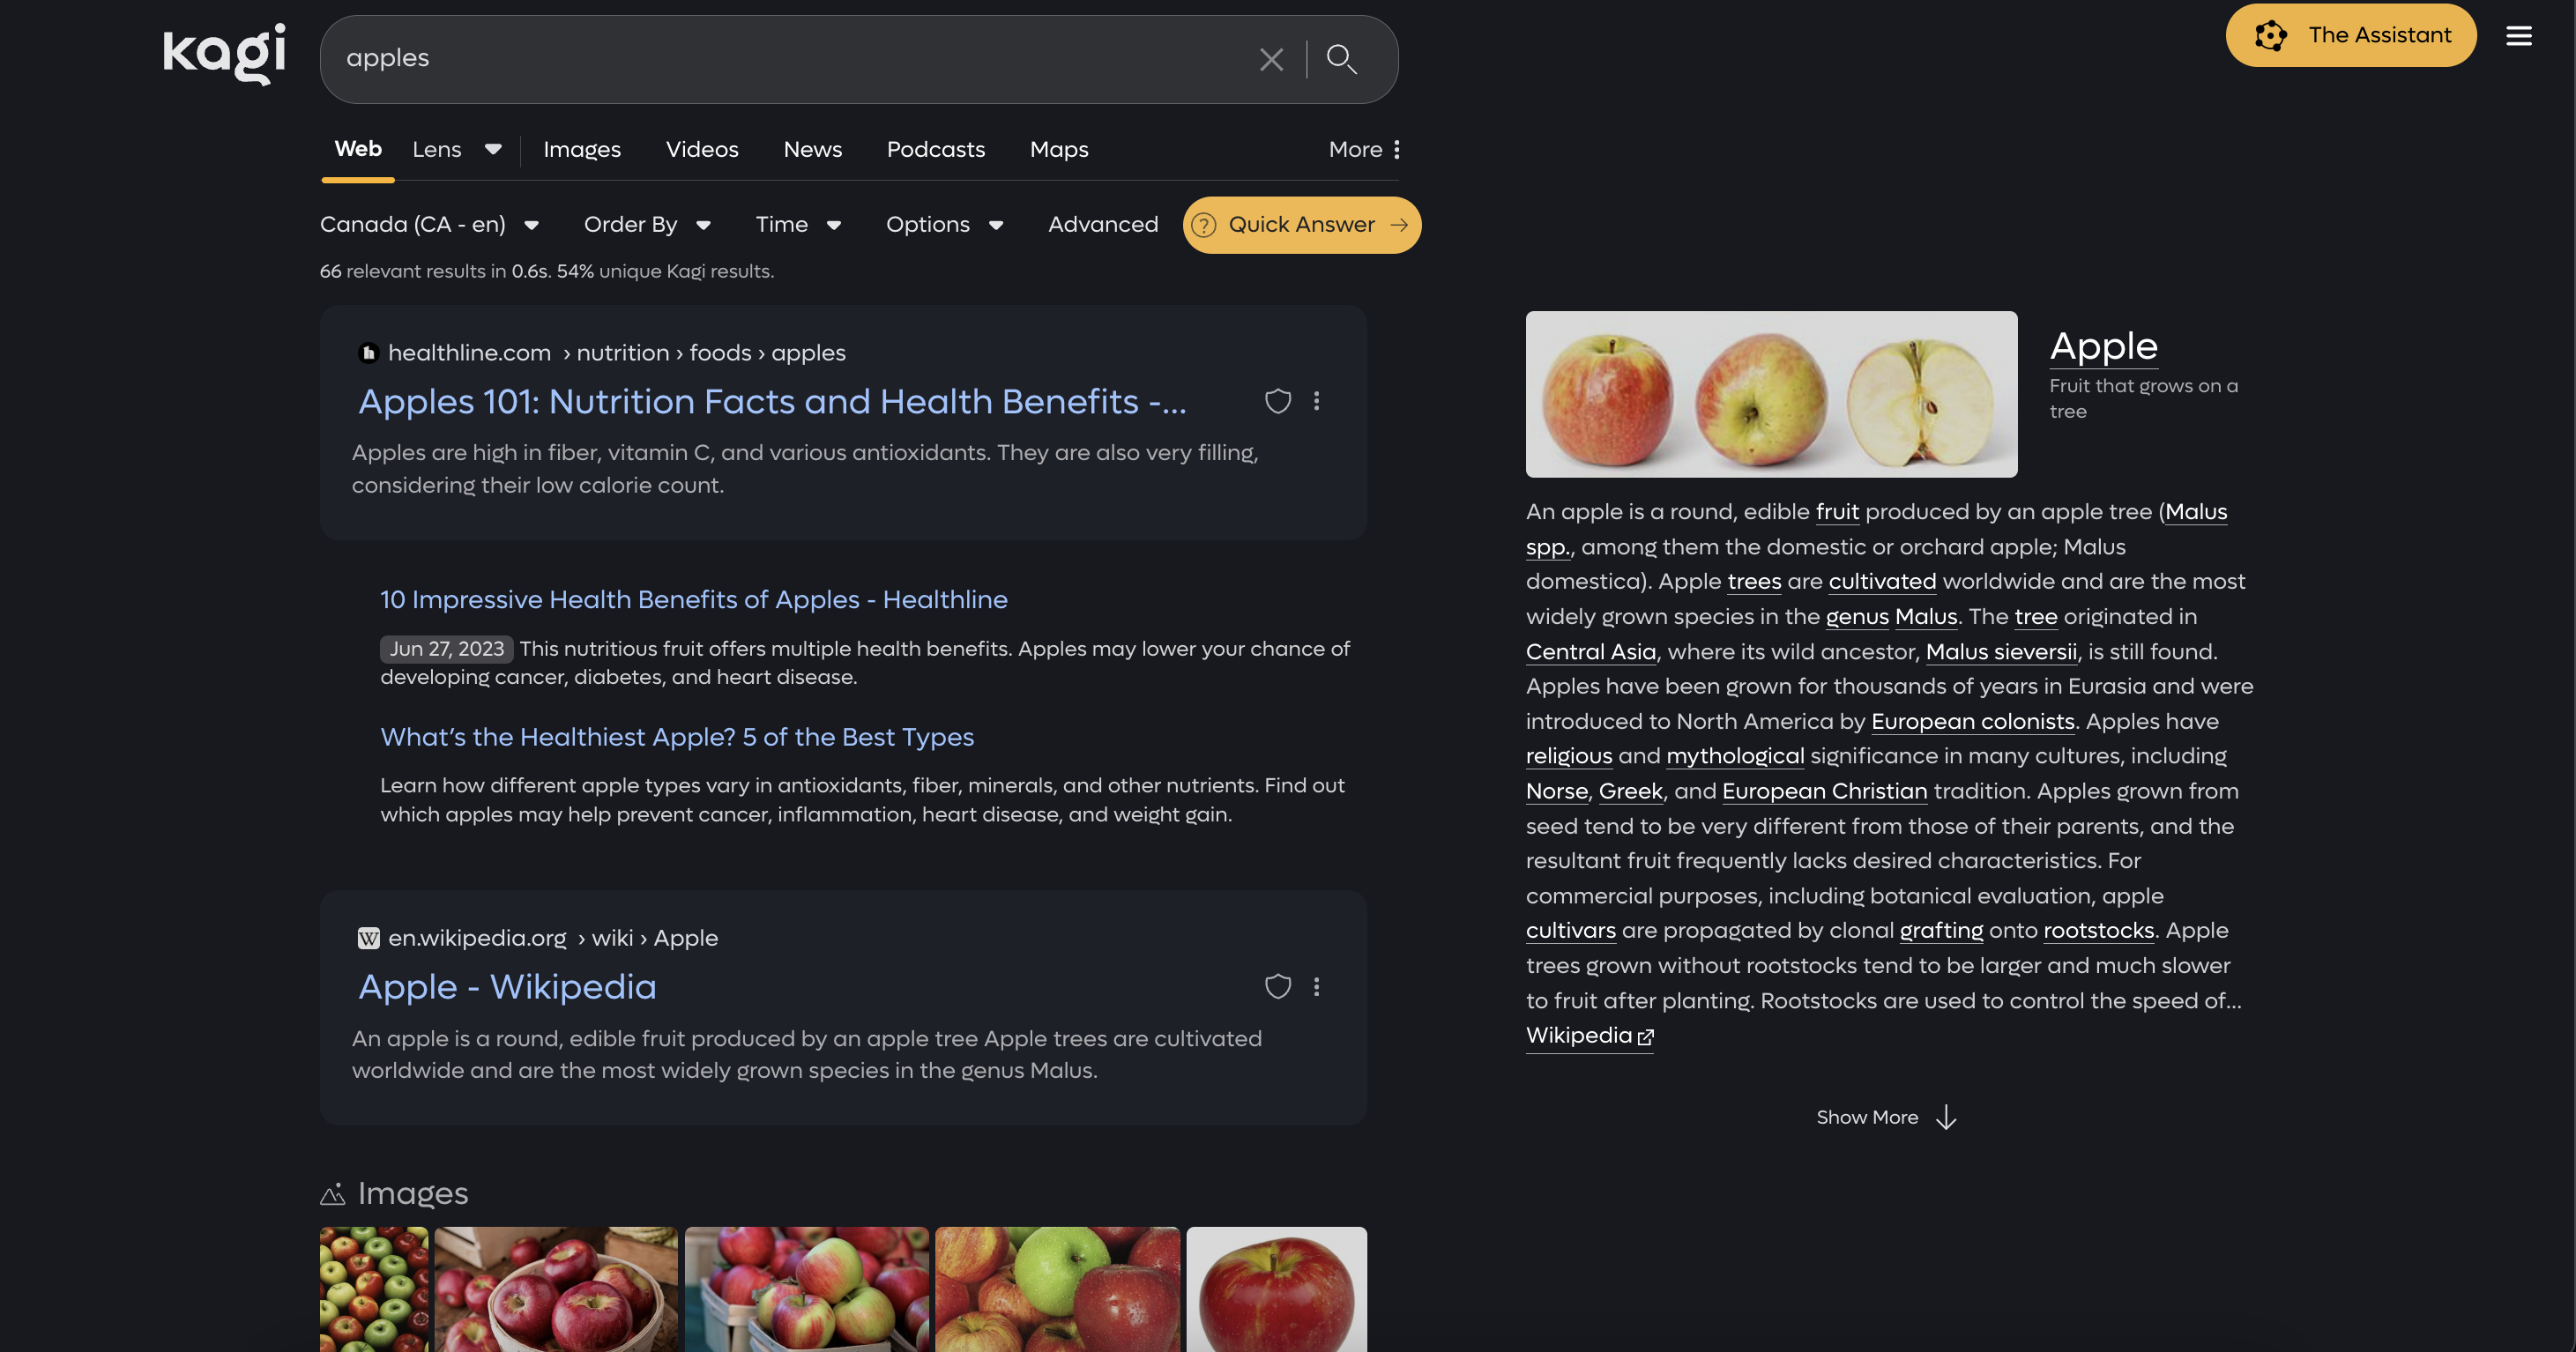 kagi
apples
The Assistant
Web
Lens
Images
Videos
News
Podcasts
Maps
More
Canada (CA - en)
Order By
Time
Options
Advanced
? Quick Answer →
66 relevant results in 0.6s. 54% unique Kagi results.
healthline.com › nutrition › foods › apples
Apples 101: Nutrition Facts and Health Benefits -...
Apples are high in fiber, vitamin C, and various antioxidants. They are also very filling,
considering their low calorie count.
10 Impressive Health Benefits of Apples - Healthline
Jun 27, 2023 This nutritious fruit offers multiple health benefits. Apples may lower your chance of
developing cancer, diabetes, and heart disease.
What's the Healthiest Apple? 5 of the Best Types
Learn how different apple types vary in antioxidants, fiber, minerals, and other nutrients. Find out
which apples may help prevent cancer, inflammation, heart disease, and weight gain.
W en.wikipedia.org › wiki › Apple
Apple - Wikipedia
An apple is a round, edible fruit produced by an apple tree Apple trees are cultivated
worldwide and are the most widely grown species in the genus Malus.
Images
Apple
Fruit that grows on a
tree
An apple is a round, edible fruit produced by an apple tree (Malus
spp., among them the domestic or orchard apple; Malus
domestica). Apple trees are cultivated worldwide and are the most
widely grown species in the genus Malus. The tree originated in
Central Asia, where its wild ancestor, Malus sieversii, is still found.
Apples have been grown for thousands of years in Eurasia and were
introduced to North America by European colonists. Apples have
religious and mythological significance in many cultures, including
Norse, Greek, and European Christian tradition. Apples grown from
seed tend to be very different from those of their parents, and the
resultant fruit frequently lacks desired characteristics. For
commercial purposes, including botanical evaluation, apple
cultivars are propagated by clonal grafting onto rootstocks. Apple
trees grown without rootstocks tend to be larger and much slower
to fruit after planting. Rootstocks are used to control the speed of...
Wikipedia
Show More